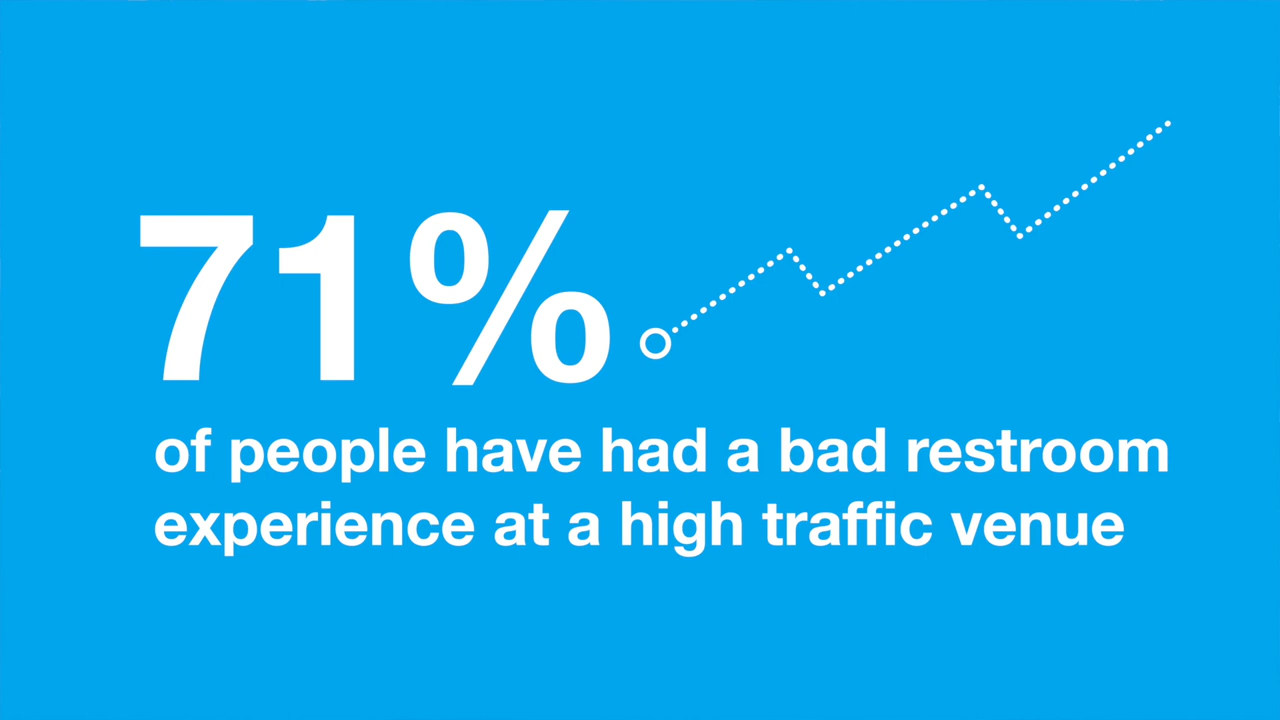 71%
of people have had a bad restroom
experience at a high traffic venue